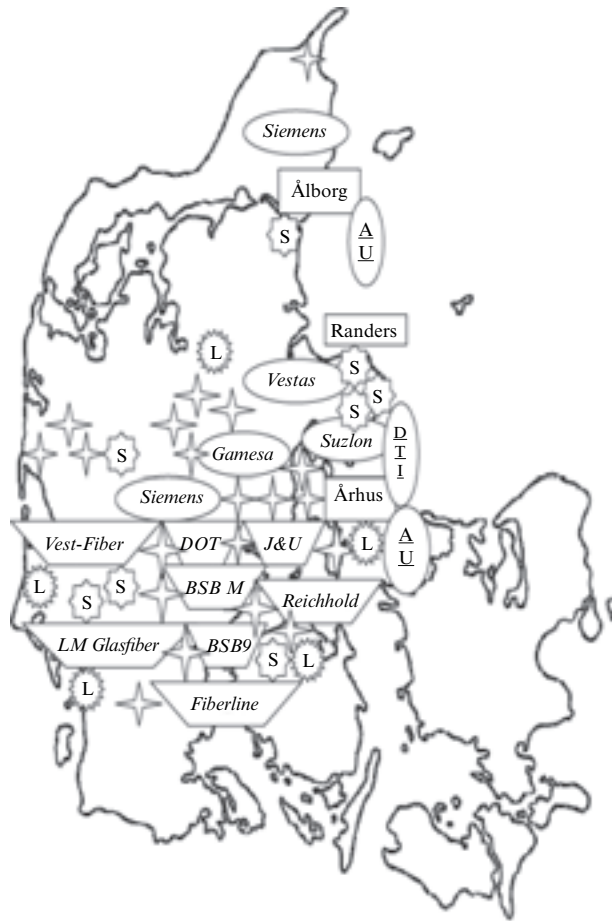 Siemens
Ålborg
A
U
S
Randers
L
S
Vestas
S
S
Suzlon
D
T
I
Gamesa
S
Siemens
Århus
Vest-Fiber
DOT
J&U
L
A
U
L
S
S
BSB M
Reichhold
LM Glasfiber
BSB9
S
L
L
Fiberline